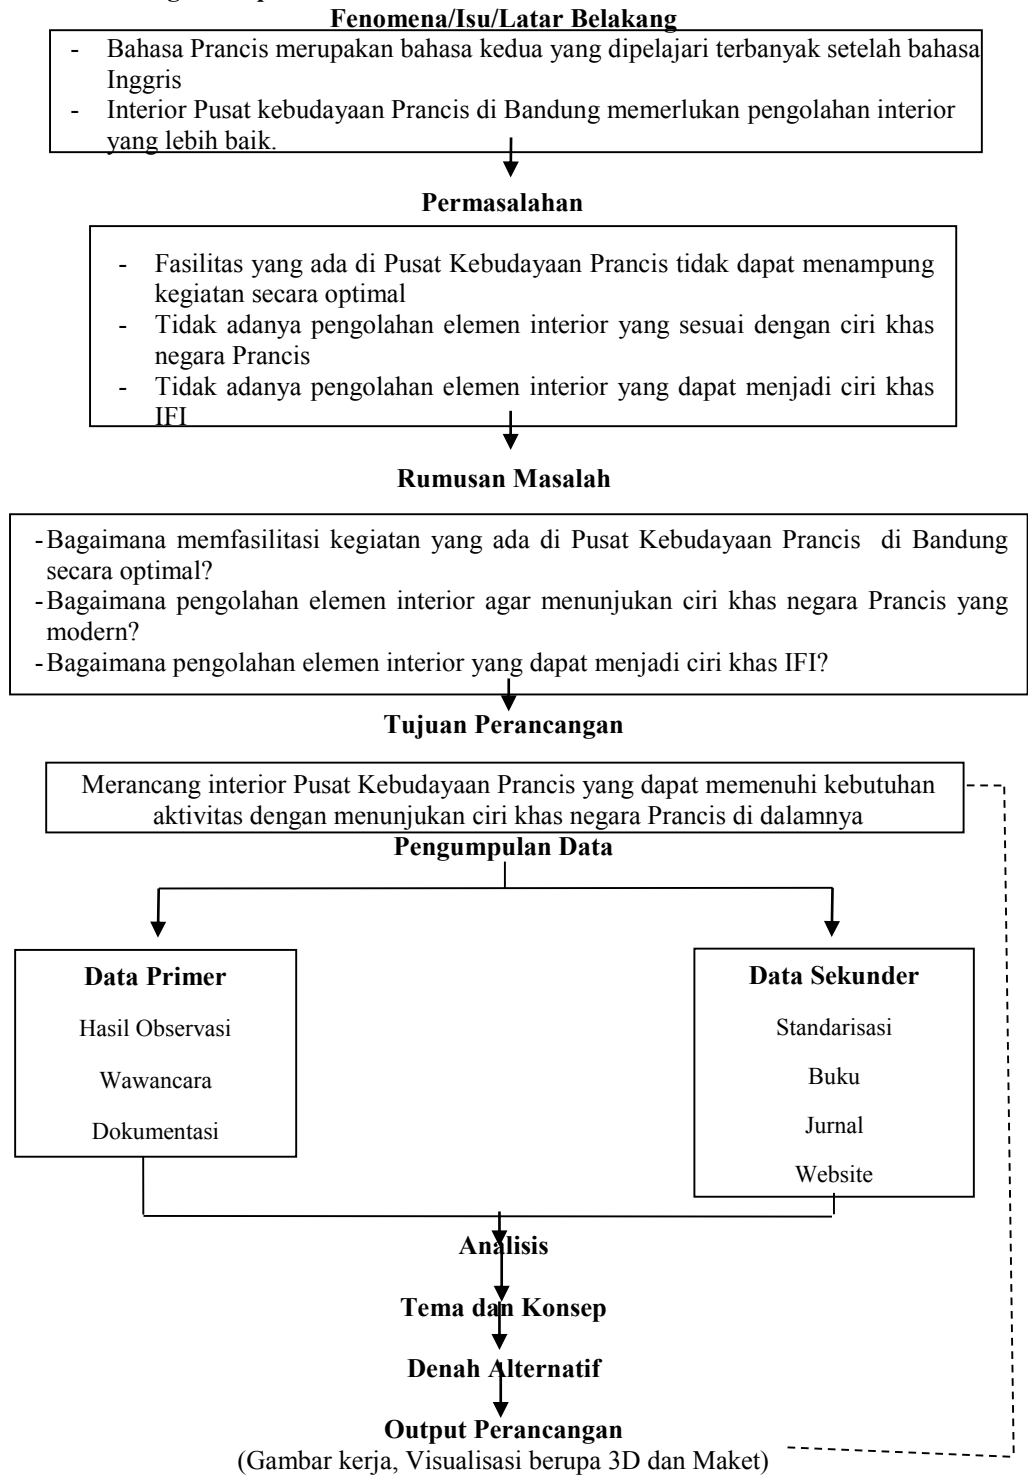 Fenomena/Isu/Latar Belakang
- Bahasa Prancis merupakan bahasa kedua yang dipelajari terbanyak setelah bahasa
Inggris
- Interior Pusat kebudayaan Prancis di Bandung memerlukan pengolahan interior
yang lebih baik.
Permasalahan
- Fasilitas yang ada di Pusat Kebudayaan Prancis tidak dapat menampung
kegiatan secara optimal
- Tidak adanya pengolahan elemen interior yang sesuai dengan ciri khas
negara Prancis
- Tidak adanya pengolahan elemen interior yang dapat menjadi ciri khas
IFI
Rumusan Masalah
-Bagaimana memfasilitasi kegiatan yang ada di Pusat Kebudayaan Prancis di Bandung
secara optimal?
-Bagaimana pengolahan elemen interior agar menunjukan ciri khas negara Prancis yang
modern?
-Bagaimana pengolahan elemen interior yang dapat menjadi ciri khas IFI?
Tujuan Perancangan
Merancang interior Pusat Kebudayaan Prancis yang dapat memenuhi kebutuhan
aktivitas dengan menunjukan ciri khas negara Prancis di dalamnya
Pengumpulan Data
Data Primer
Hasil Observasi
Wawancara
Dokumentasi
Data Sekunder
Standarisasi
Buku
Jurnal
Website
Analisis
Tema dan Konsep
Denah Alternatif
Output Perancangan
(Gambar kerja, Visualisasi berupa 3D dan Maket)